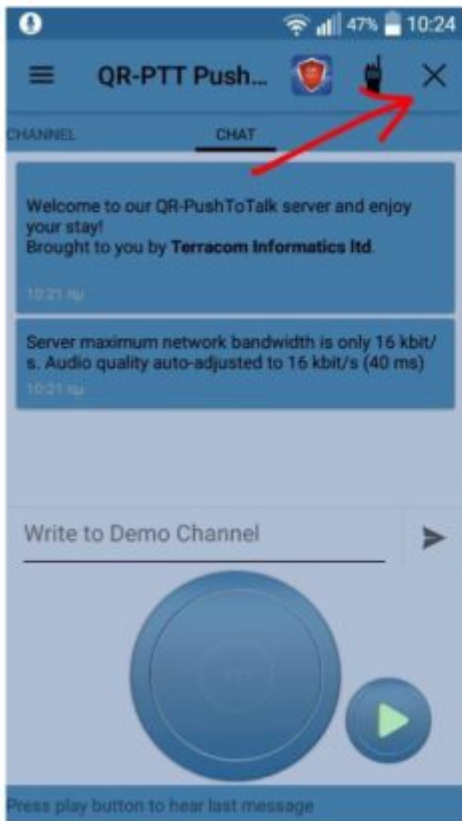 47% 10:24
QR-PTT Push...
CHANNEL CHAT
Welcome to our QR-PushToTalk server and enjoy
your stay!
Brought to you by Terracom Informatics ltd.
10:21 πμ
Server maximum network bandwidth is only 16 kbit/
s. Audio quality auto-adjusted to 16 kbit/s (40 ms)
10:21 πμ
Write to Demo Channel
PTT
Press play button to hear last message